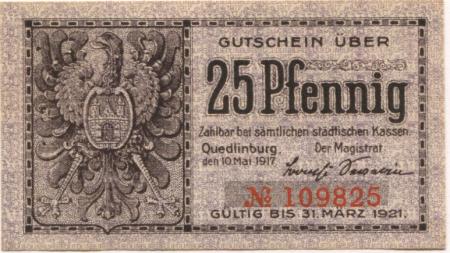 GUTSCHEIN ÜBER
25 Pfennig
Zahlbar bei sämtlichen städtischen Kassen.
Quedlinburg, Der Magistrat
den 10. Mai 1917.
№ 109825
GÜLTIG BIS 31. MÄRZ 1921.